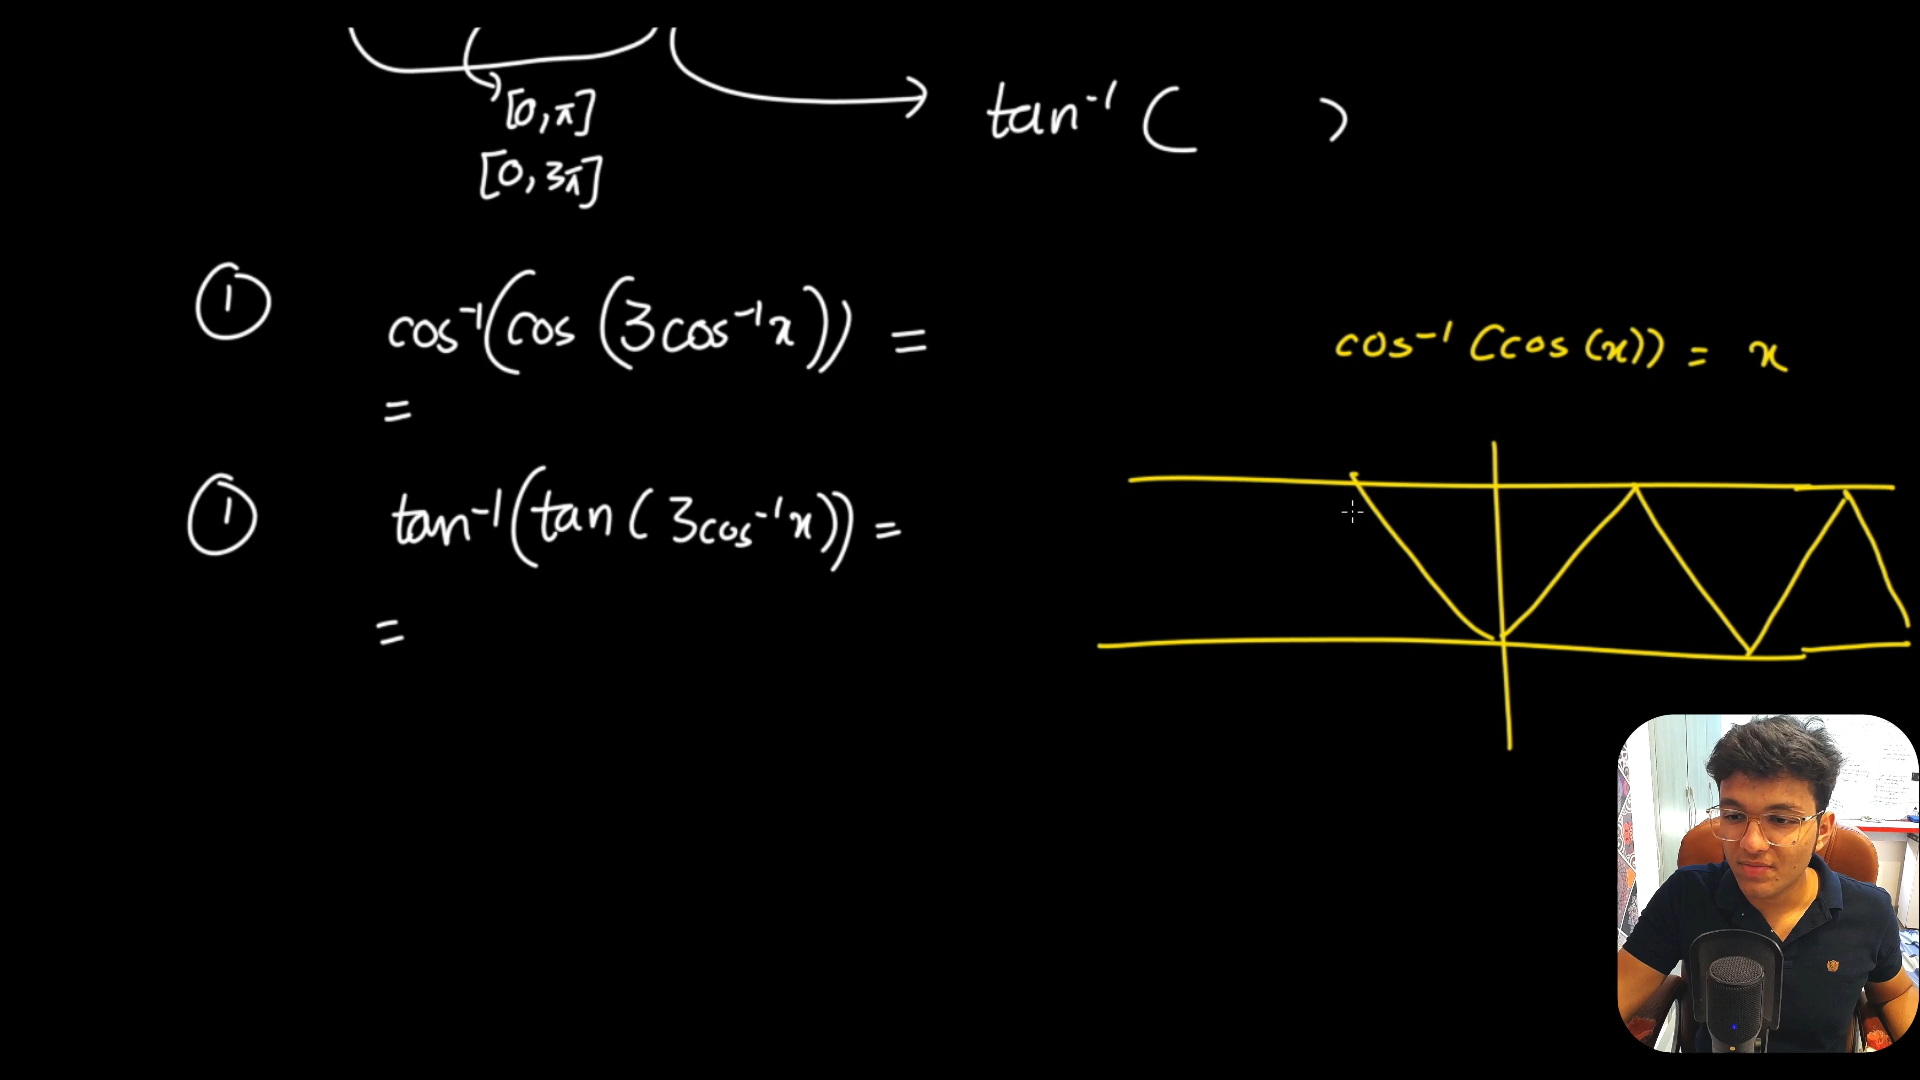 [0, π]
[0, 3π]
tan⁻¹ ( )
① cos⁻¹(cos (3cos⁻¹x)) =
=
① tan⁻¹(tan ( 3cos⁻¹x)) =
=
cos⁻¹ (cos (x)) = x